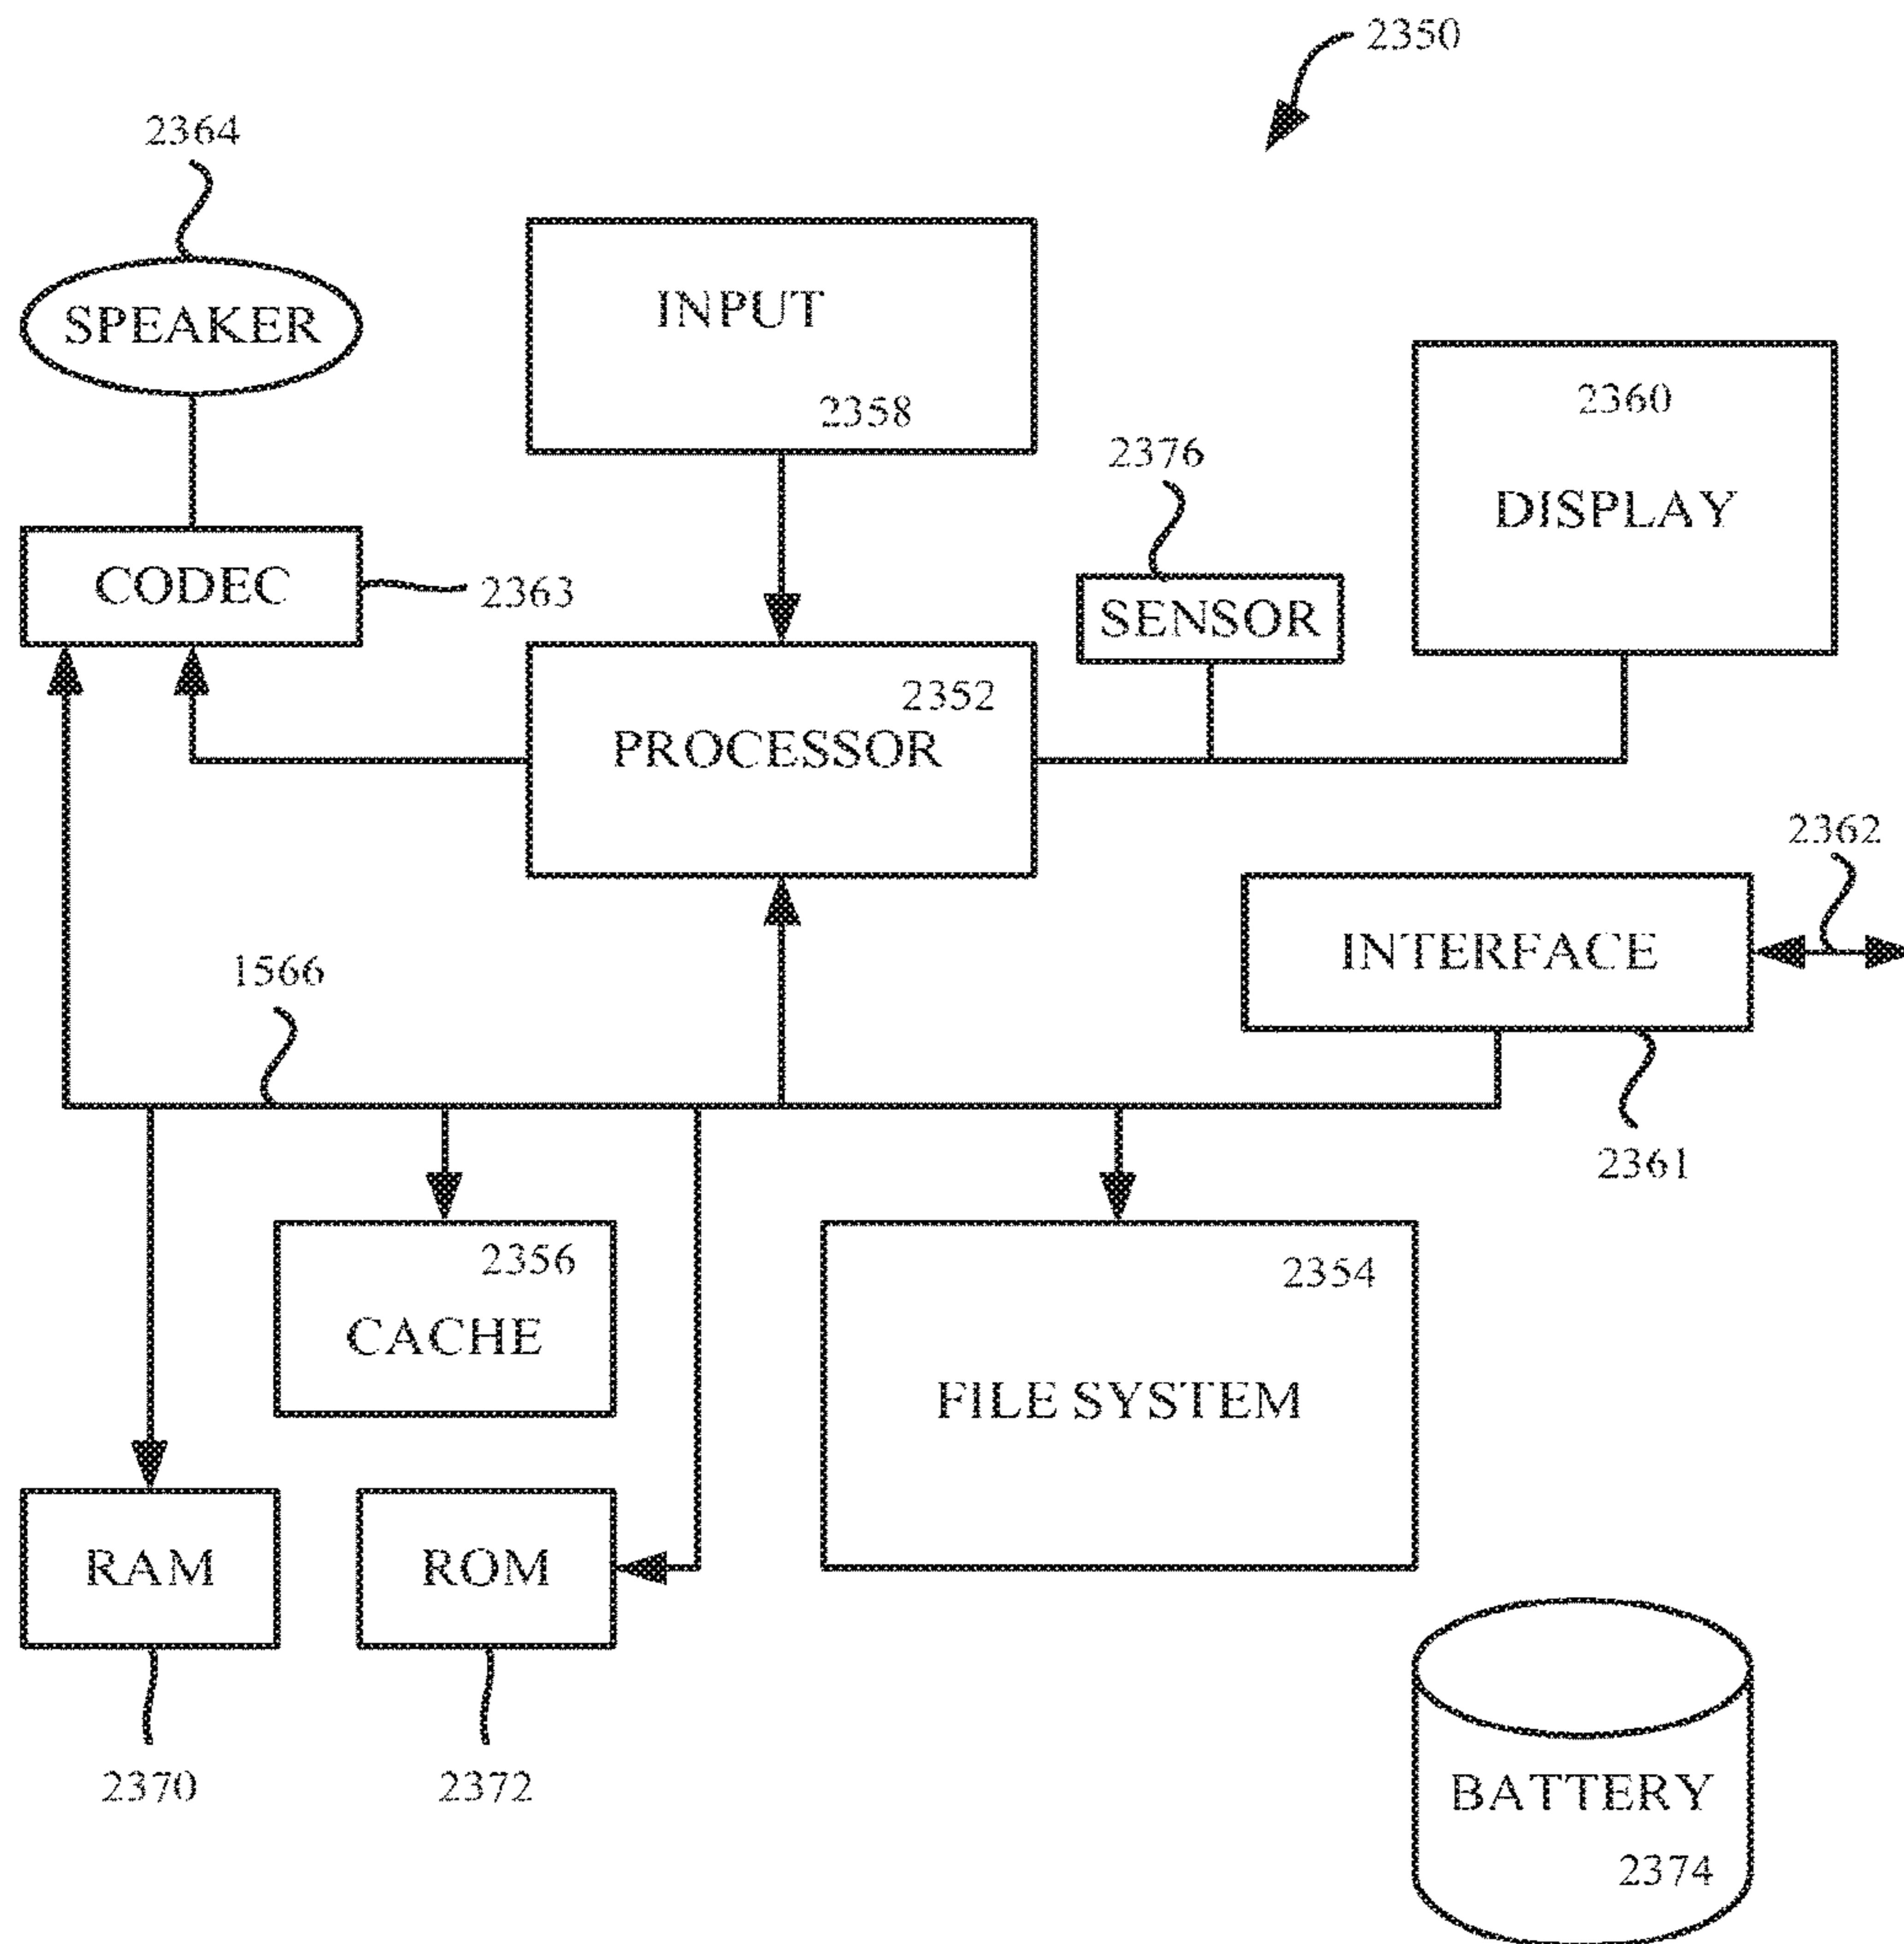 2350
2364
SPEAKER
INPUT
2358
2360
DISPLAY
2376
SENSOR
CODEC
2363
2352
PROCESSOR
2362
INTERFACE
1566
2361
2356
CACHE
2354
FILE SYSTEM
RAM
ROM
2370
2372
BATTERY
2374